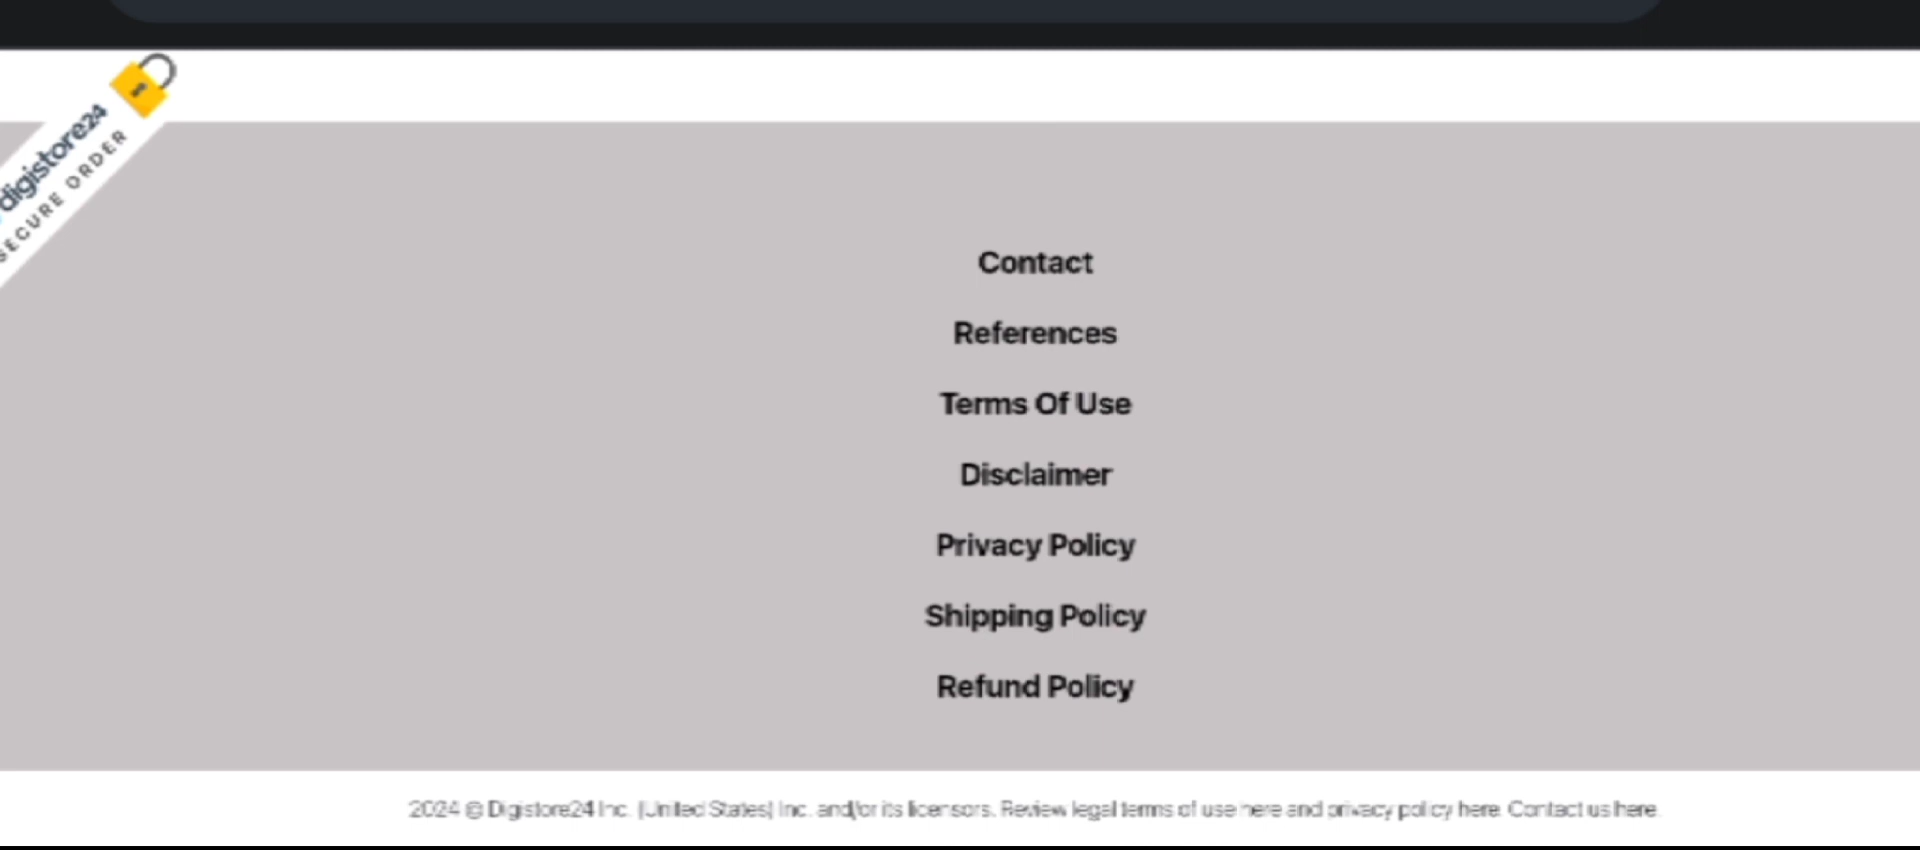 digistore24
SECURE ORDER
Contact
References
Terms Of Use
Disclaimer
Privacy Policy
Shipping Policy
Refund Policy
2024 © Digistore24 Inc. (United States) Inc. and/or its licensors. Review legal terms of use here and privacy policy here. Contact us here.